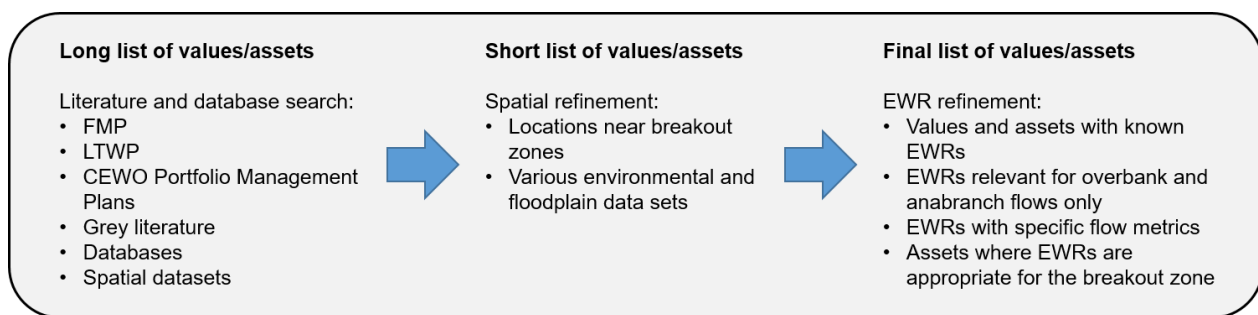 Long list of values/assets
Literature and database search:
• FMP
• LTWP
• CEWO Portfolio Management
Plans
• Grey literature
• Databases
• Spatial datasets
Short list of values/assets
Spatial refinement:
• Locations near breakout
zones
• Various environmental and
floodplain data sets
Final list of values/assets
EWR refinement:
• Values and assets with known
EWRs
• EWRs relevant for overbank and
anabranch flows only
• EWRs with specific flow metrics
• Assets where EWRs are
appropriate for the breakout zone